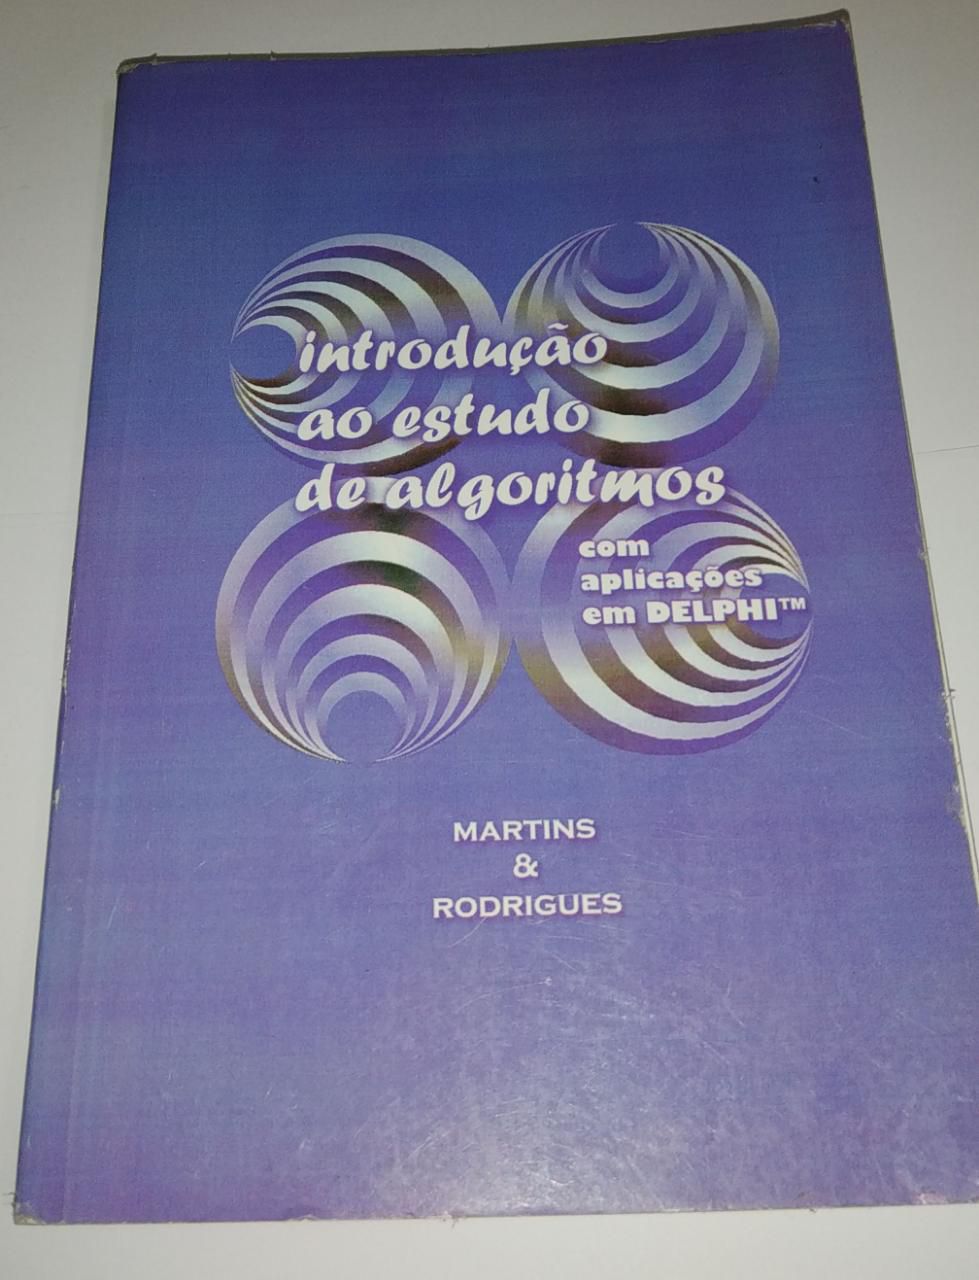 introdução
ao estudo
de algoritmos
com
aplicações
em DELPHI™
MARTINS
&
RODRIGUES